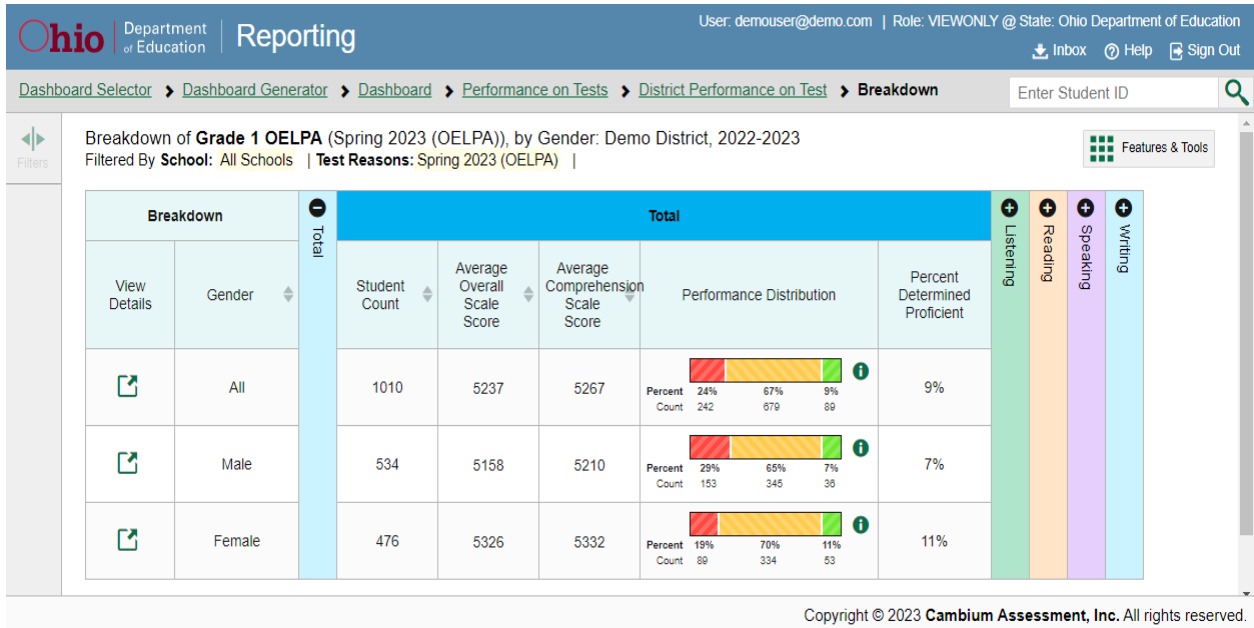 Ohio Department of Education Reporting
User: demouser@demo.com | Role: VIEWONLY @ State: Ohio Department of Education
Inbox Help Sign Out
Dashboard Selector Dashboard Generator Dashboard Performance on Tests District Performance on Test Breakdown
Enter Student ID
Filters
Breakdown of Grade 1 OELPA (Spring 2023 (OELPA)), by Gender: Demo District, 2022-2023
Filtered By School: All Schools | Test Reasons: Spring 2023 (OELPA) |
Features & Tools
Breakdown Total Total Listening Reading Speaking Writing
View Details Gender Student Count Average Overall Scale Score Average Comprehension Scale Score Performance Distribution Percent Determined Proficient
All 1010 5237 5267 9%
Percent 24% 67% 9%
Count 242 679 89
Male 534 5158 5210 7%
Percent 29% 65% 7%
Count 153 345 36
Female 476 5326 5332 11%
Percent 19% 70% 11%
Count 89 334 53
Copyright © 2023 Cambium Assessment, Inc. All rights reserved.